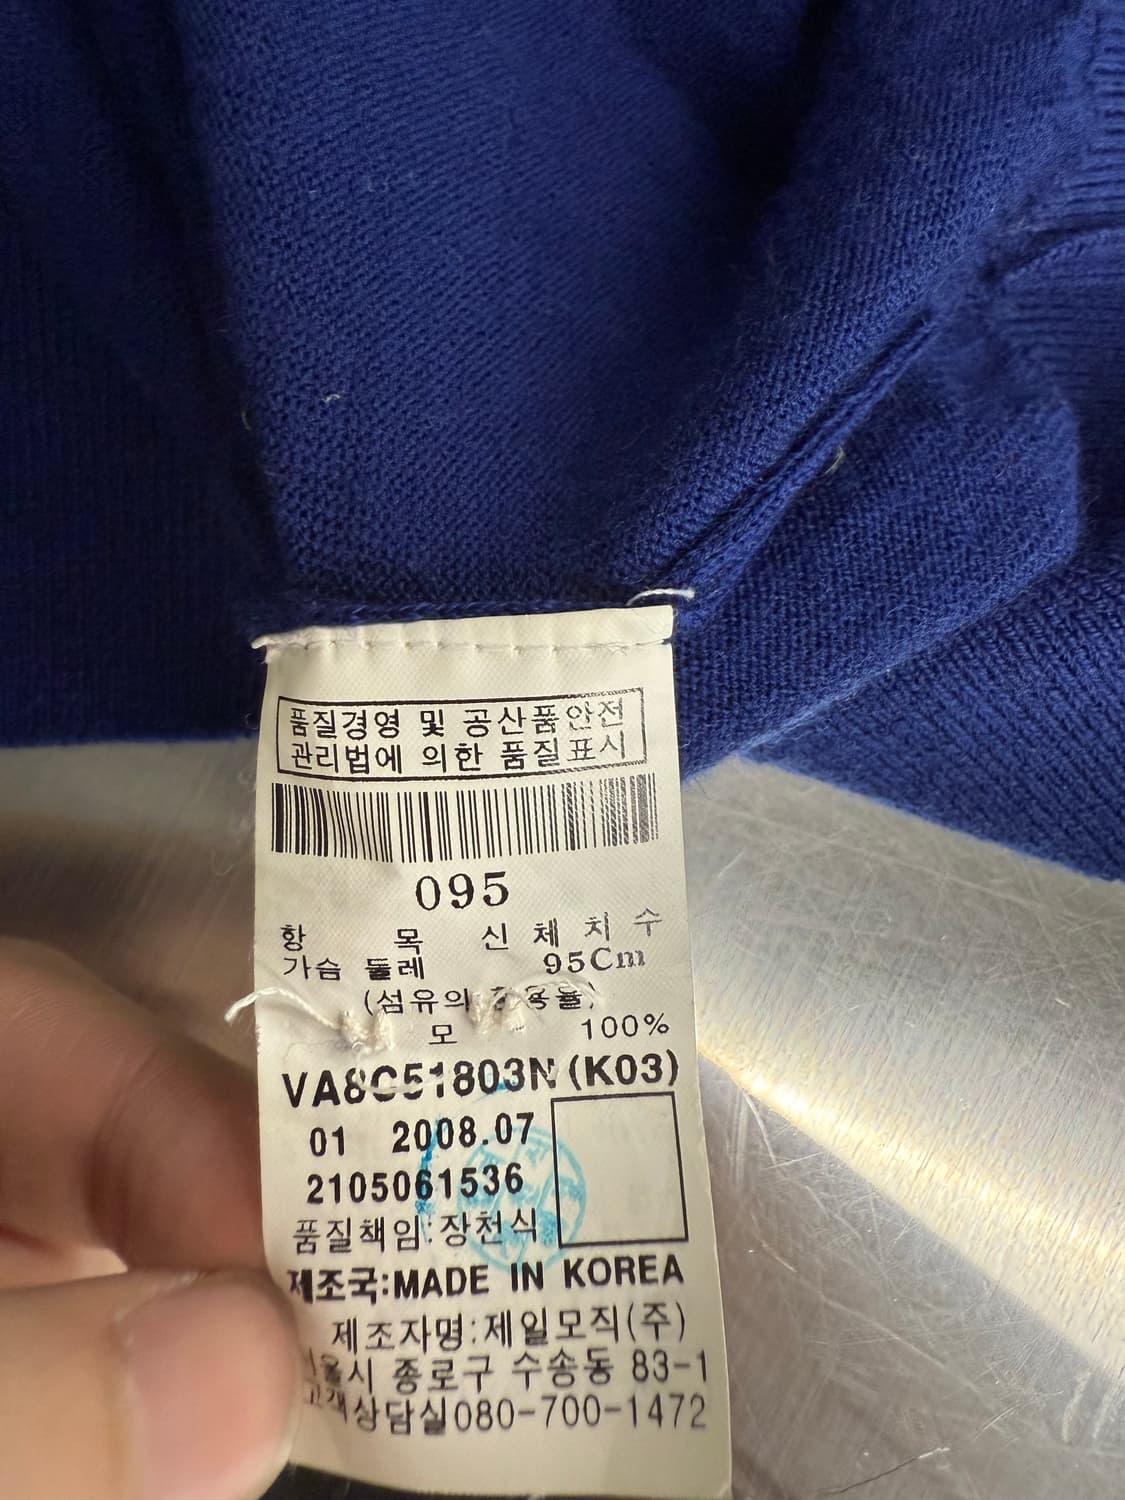 품질경영 및 공산품안전
관리법에 의한 품질표시
095
항 목 신 체 치 수
가슴 둘레 95Cm
(섬유의
모 100%
VA8C51803N (K03)
01 2008.07
2105061536
품질책임:장천식
제조국:MADE IN KOREA
제조자명:제일모직(주)
종로구 수송동 83-1
고객상담실080-700-1472